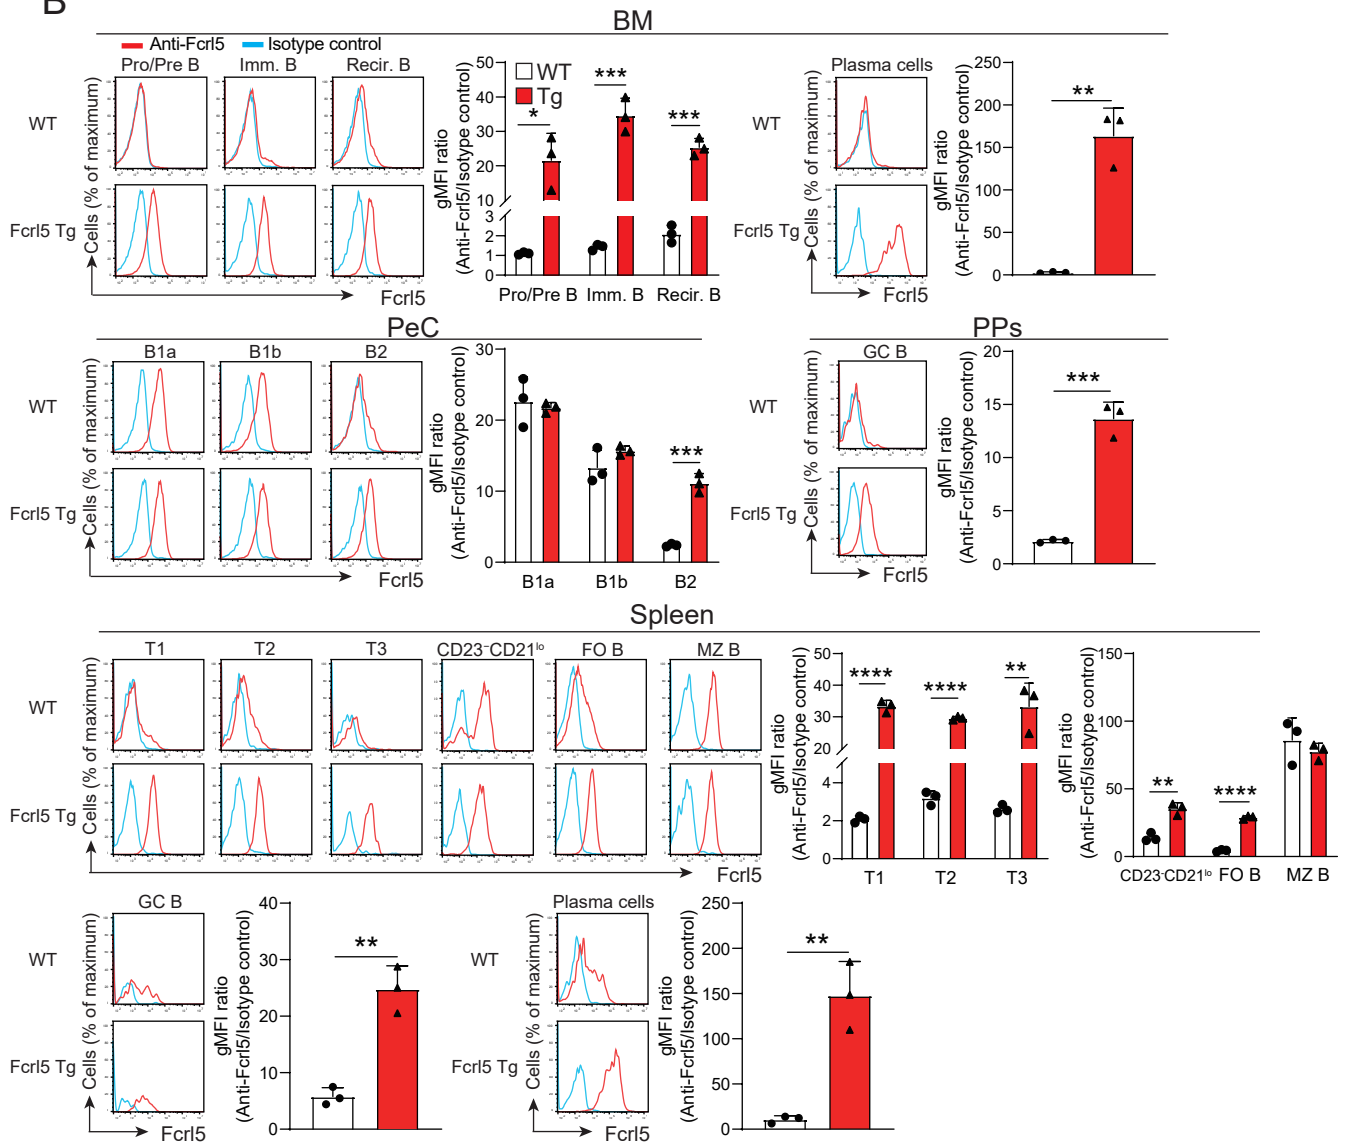 B
BM
Anti-Fcrl5 Isotype control
Pro/Pre B Imm. B Recir. B
WT
Fcrl5 Tg
Cells (% of maximum)
Fcrl5
gMFI ratio
(Anti-Fcrl5/Isotype control)
50
40
30
20
10
3
2
1
0
WT
Tg
* *** ***
Pro/Pre B Imm. B Recir. B
Plasma cells
WT
Fcrl5 Tg
Cells (% of maximum)
Fcrl5
gMFI ratio
(Anti-Fcrl5/Isotype control)
250
200
150
100
50
0
**
PeC
B1a B1b B2
WT
Fcrl5 Tg
Cells (% of maximum)
Fcrl5
gMFI ratio
(Anti-Fcrl5/Isotype control)
30
20
10
0
***
B1a B1b B2
PPs
GC B
WT
Fcrl5 Tg
Cells (% of maximum)
Fcrl5
gMFI ratio
(Anti-Fcrl5/Isotype control)
20
15
10
5
0
***
Spleen
T1 T2 T3 CD23⁻CD21ˡᵒ FO B MZ B
WT
Fcrl5 Tg
Cells (% of maximum)
Fcrl5
gMFI ratio
(Anti-Fcrl5/Isotype control)
50
40
30
20
4
2
0
**** **** **
T1 T2 T3
gMFI ratio
(Anti-Fcrl5/Isotype control)
150
100
50
0
** ****
CD23⁻CD21ˡᵒ FO B MZ B
GC B
WT
Fcrl5 Tg
Cells (% of maximum)
Fcrl5
gMFI ratio
(Anti-Fcrl5/Isotype control)
40
30
20
10
0
**
Plasma cells
WT
Fcrl5 Tg
Cells (% of maximum)
Fcrl5
gMFI ratio
(Anti-Fcrl5/Isotype control)
250
200
150
100
50
0
**